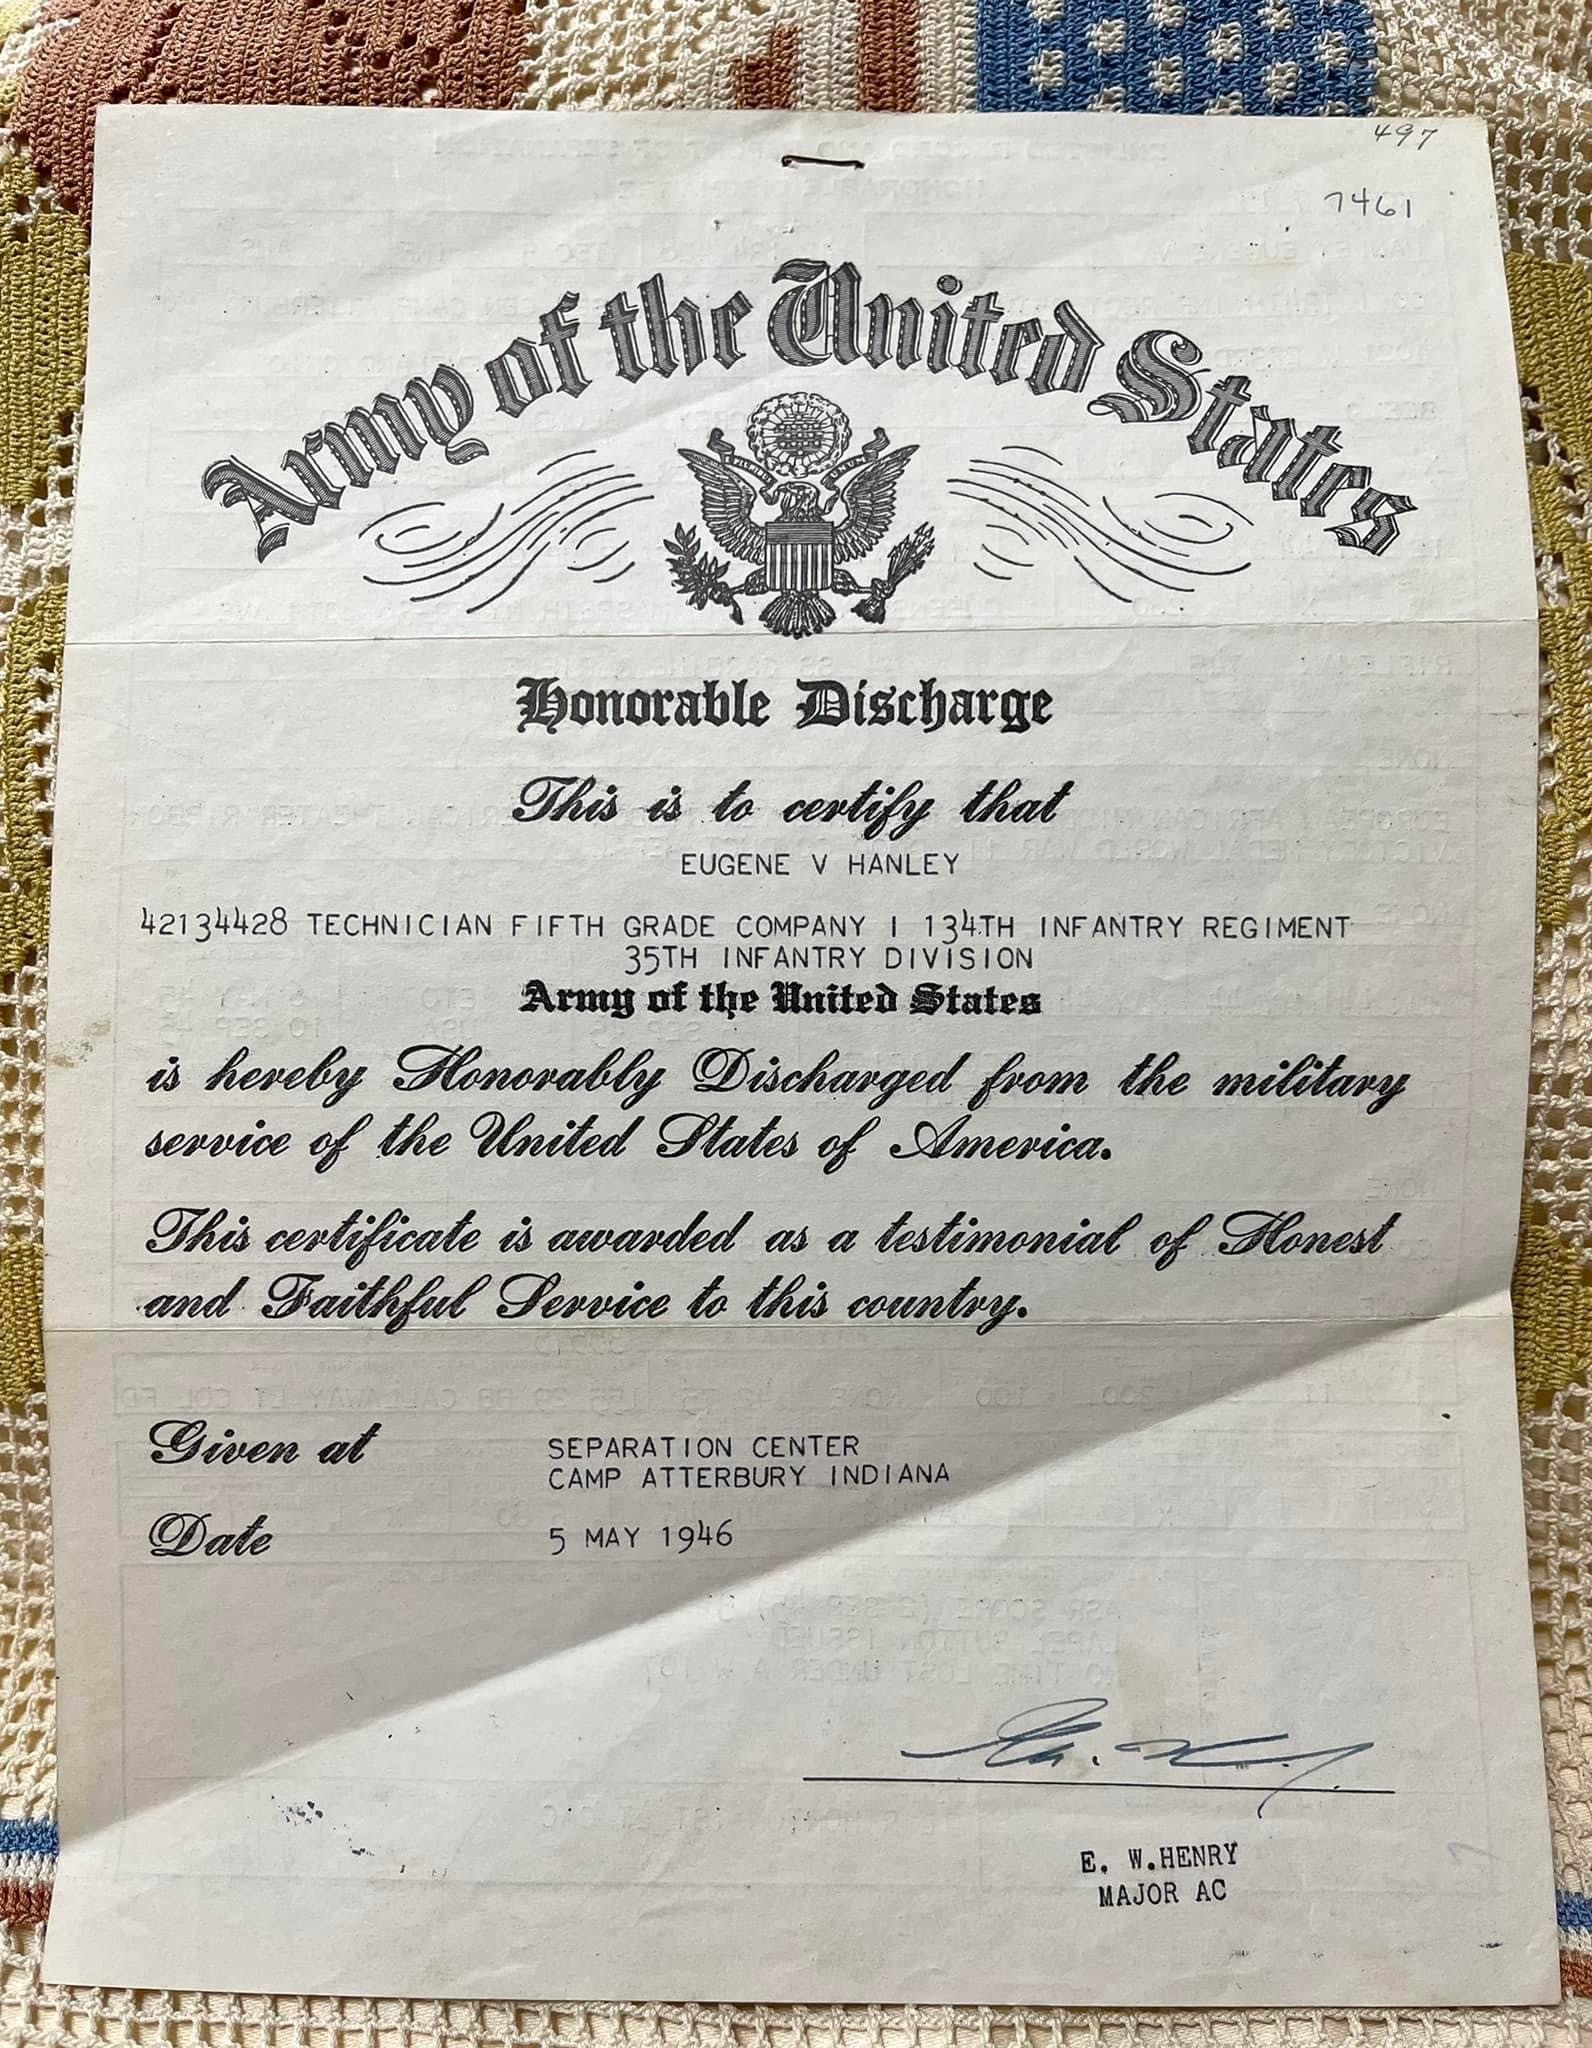 497
7461
Army of the United States
Honorable Discharge
This is to certify that
EUGENE V HANLEY
42134428 TECHNICIAN FIFTH GRADE COMPANY I 134TH INFANTRY REGIMENT
35TH INFANTRY DIVISION
Army of the United States
is hereby Honorably Discharged from the military
service of the United States of America.
This certificate is awarded as a testimonial of Honest
and Faithful Service to this country.
Given at SEPARATION CENTER
CAMP ATTERBURY INDIANA
Date 5 MAY 1946
E. W.HENRY
MAJOR AC